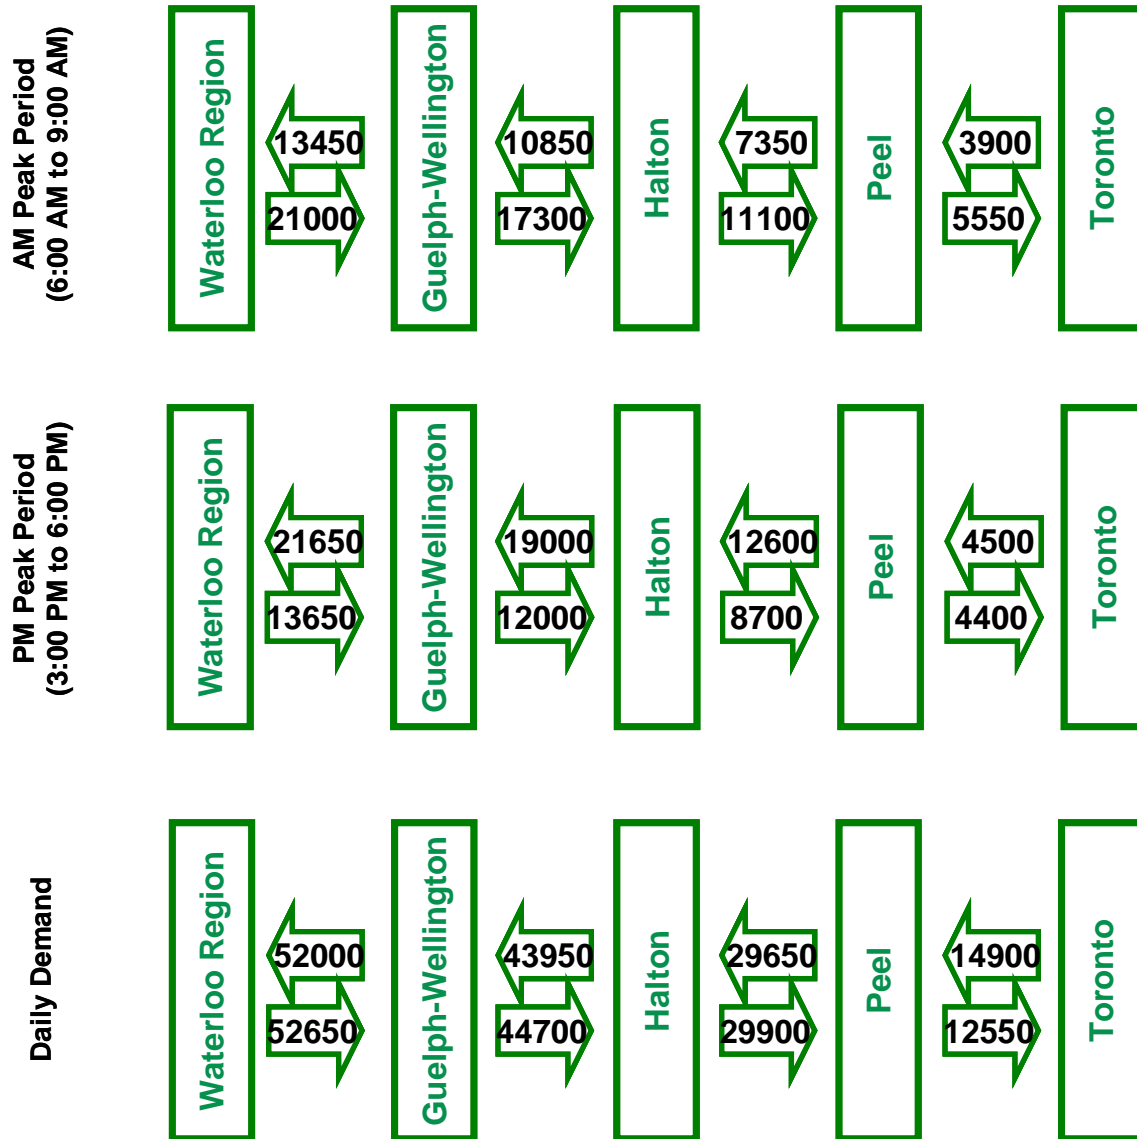 AM Peak Period
(6:00 AM to 9:00 AM)
Waterloo Region
13450
21000
Guelph-Wellington
10850
17300
Halton
7350
11100
Peel
3900
5550
Toronto
PM Peak Period
(3:00 PM to 6:00 PM)
Waterloo Region
21650
13650
Guelph-Wellington
19000
12000
Halton
12600
8700
Peel
4500
4400
Toronto
Daily Demand
Waterloo Region
52000
52650
Guelph-Wellington
43950
44700
Halton
29650
29900
Peel
14900
12550
Toronto